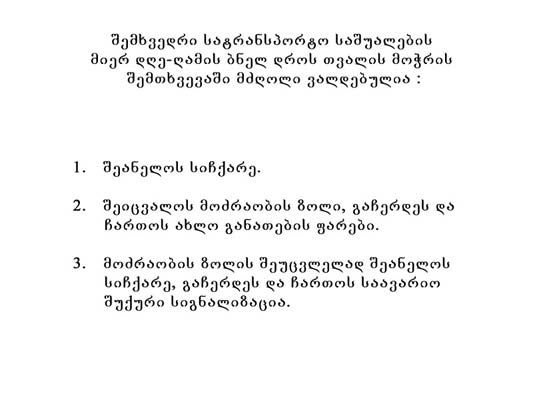 შემხვედრი სატრანსპორტო საშუალების
მიერ დღე-ღამის ბნელ დროს თვალის მოჭრის
შემთხვევაში მძღოლი ვალდებულია :
1. შეანელოს სიჩქარე.
2. შეიცვალოს მოძრაობის ზოლი, გაჩერდეს და
ჩართოს ახლო განათების ფარები.
3. მოძრაობის ზოლის შეუცვლელად შეანელოს
სიჩქარე, გაჩერდეს და ჩართოს საავარიო
შუქური სიგნალიზაცია.